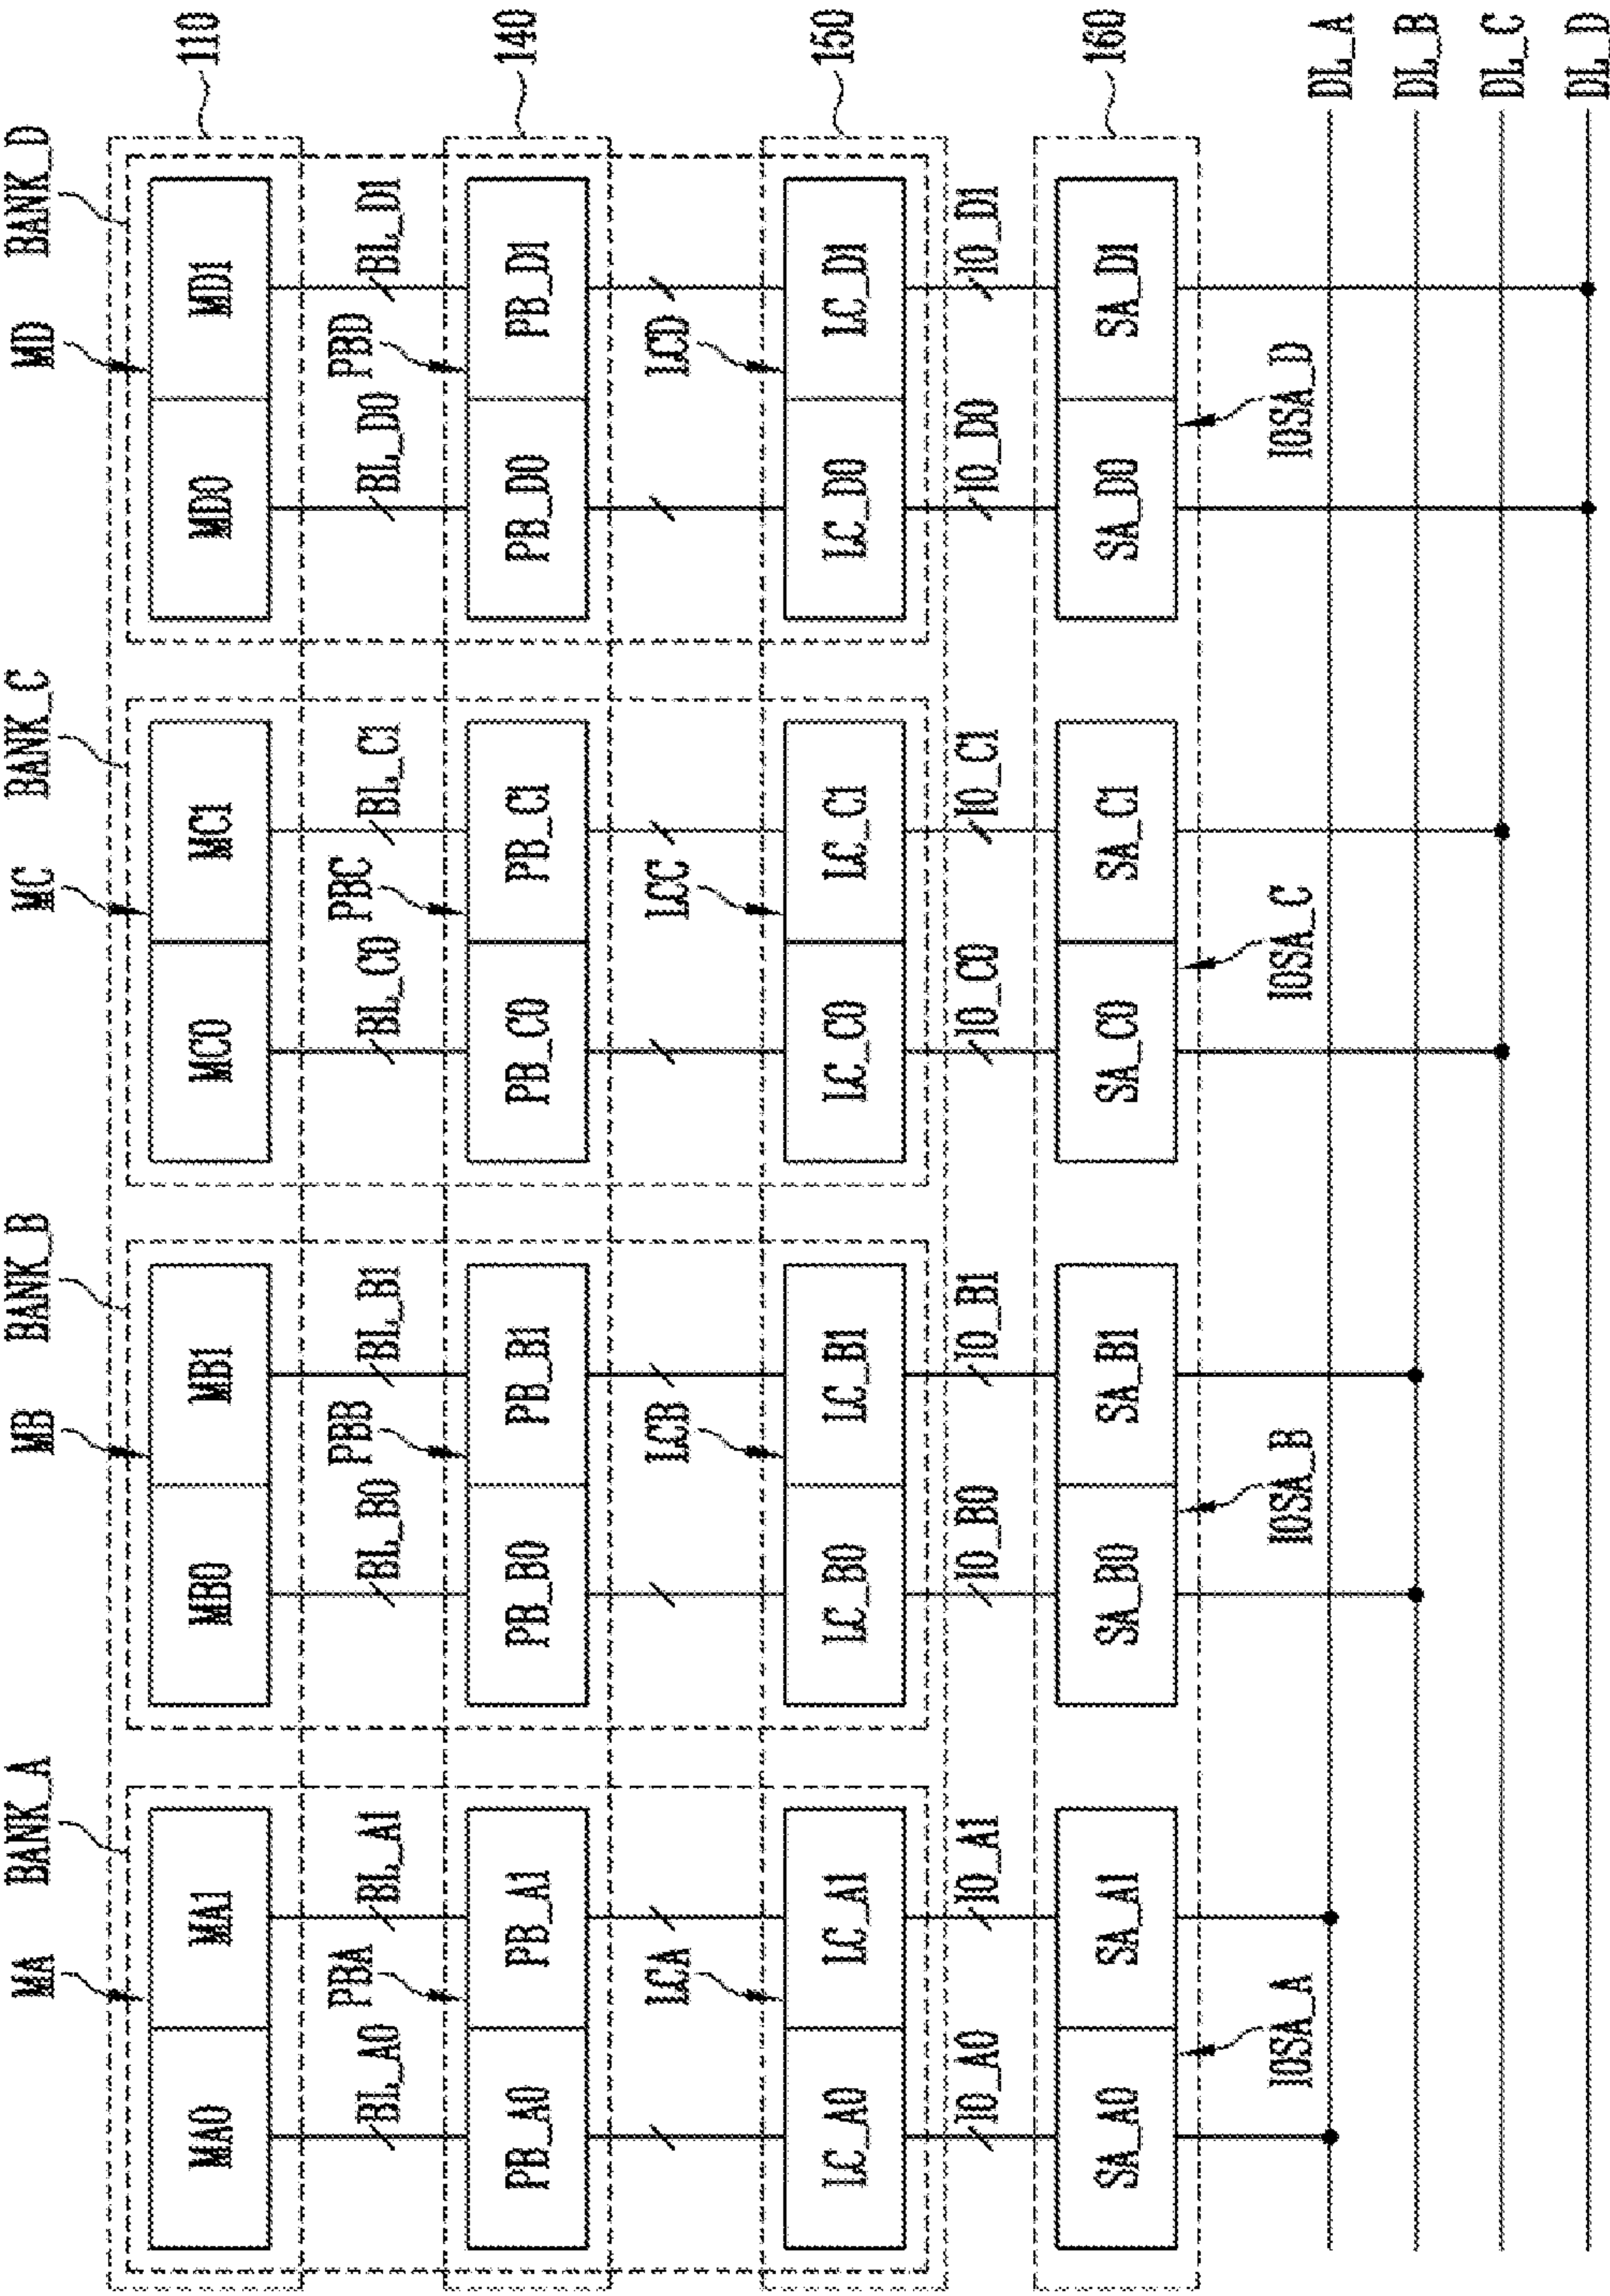 MA BANK_A MB BANK_B MC BANK_C MD BANK_D
MA0 MA1 MB0 MB1 MC0 MC1 MD0 MD1 110
BL_A0 PBA BL_A1 BL_B0 PBB BL_B1 BL_C0 PBC BL_C1 BL_D0 PBD BL_D1
PB_A0 PB_A1 PB_B0 PB_B1 PB_C0 PB_C1 PB_D0 PB_D1 140
LCA LCB LCC LCD
LC_A0 LC_A1 LC_B0 LC_B1 LC_C0 LC_C1 LC_D0 LC_D1 150
IO_A0 IO_A1 IO_B0 IO_B1 IO_C0 IO_C1 IO_D0 IO_D1
SA_A0 SA_A1 SA_B0 SA_B1 SA_C0 SA_C1 SA_D0 SA_D1 160
IOSA_A IOSA_B IOSA_C IOSA_D
DL_A
DL_B
DL_C
DL_D